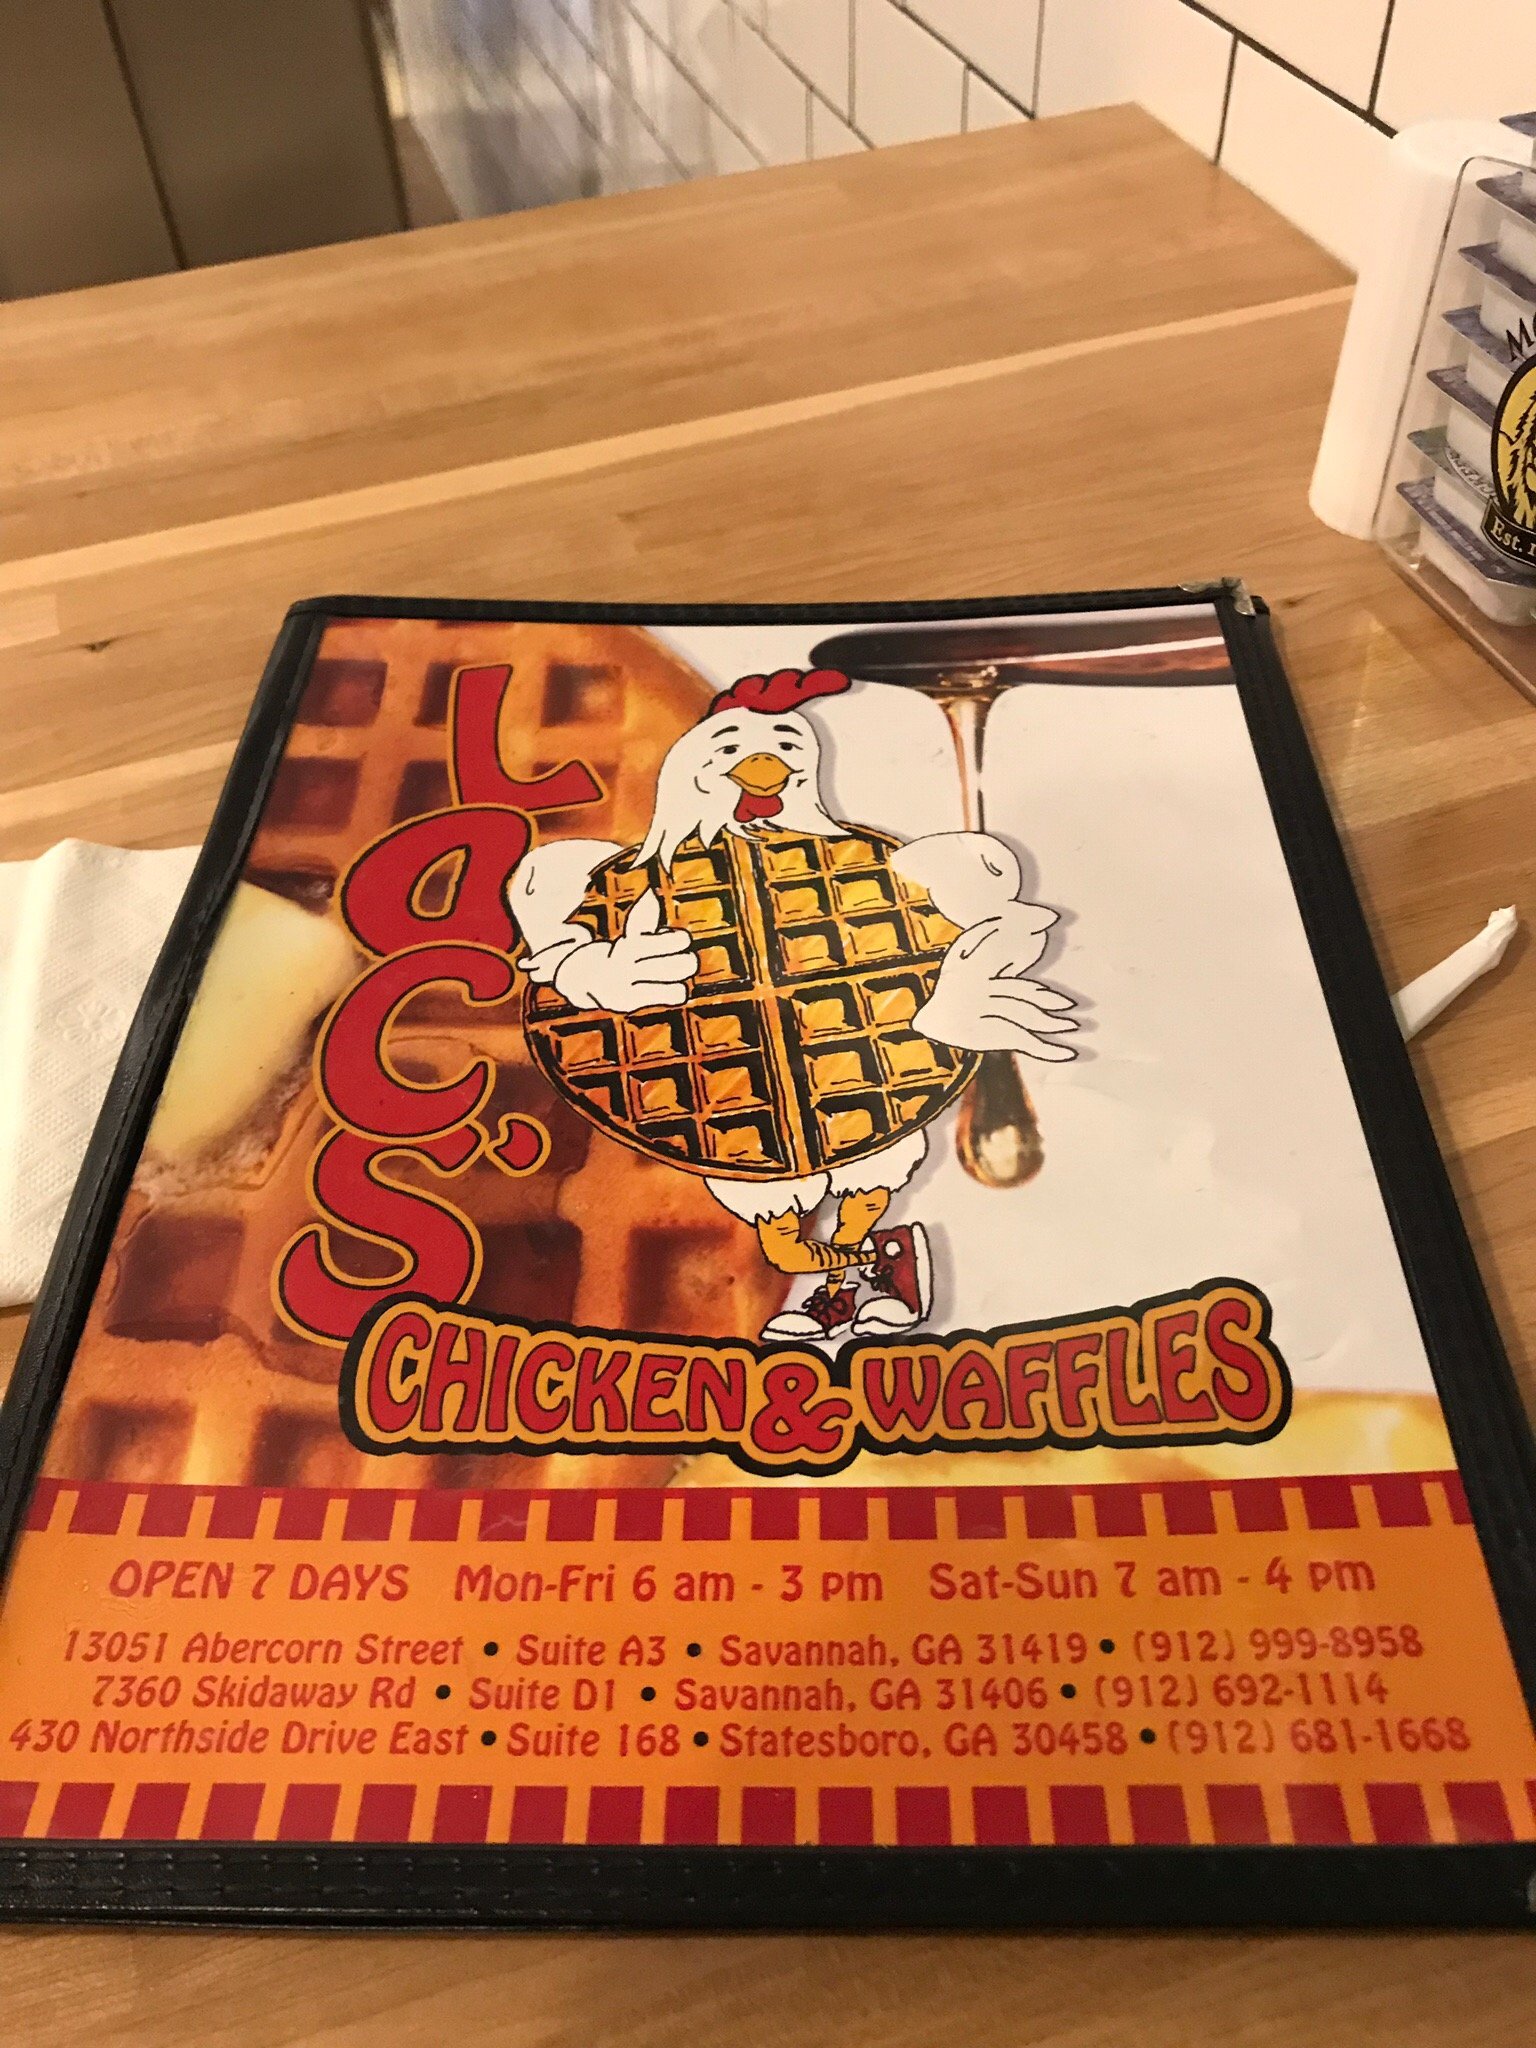 LOC'S
CHICKEN & WAFFLES
OPEN 7 DAYS Mon-Fri 6 am - 3 pm Sat-Sun 7 am - 4 pm
13051 Abercorn Street • Suite A3 • Savannah, GA 31419 • (912) 999-8958
7360 Skidaway Rd • Suite D1 • Savannah, GA 31406 • (912) 692-1114
430 Northside Drive East • Suite 168 • Statesboro, GA 30458 • (912) 681-1668
Est.